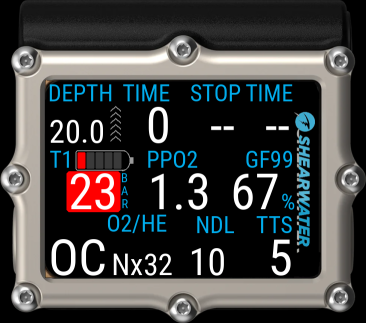 DEPTH TIME STOP TIME
20.0 0 -- --
T1 PPO2 GF99
23 BAR 1.3 67%
O2/HE NDL TTS
OC Nx32 10 5
SHEARWATER